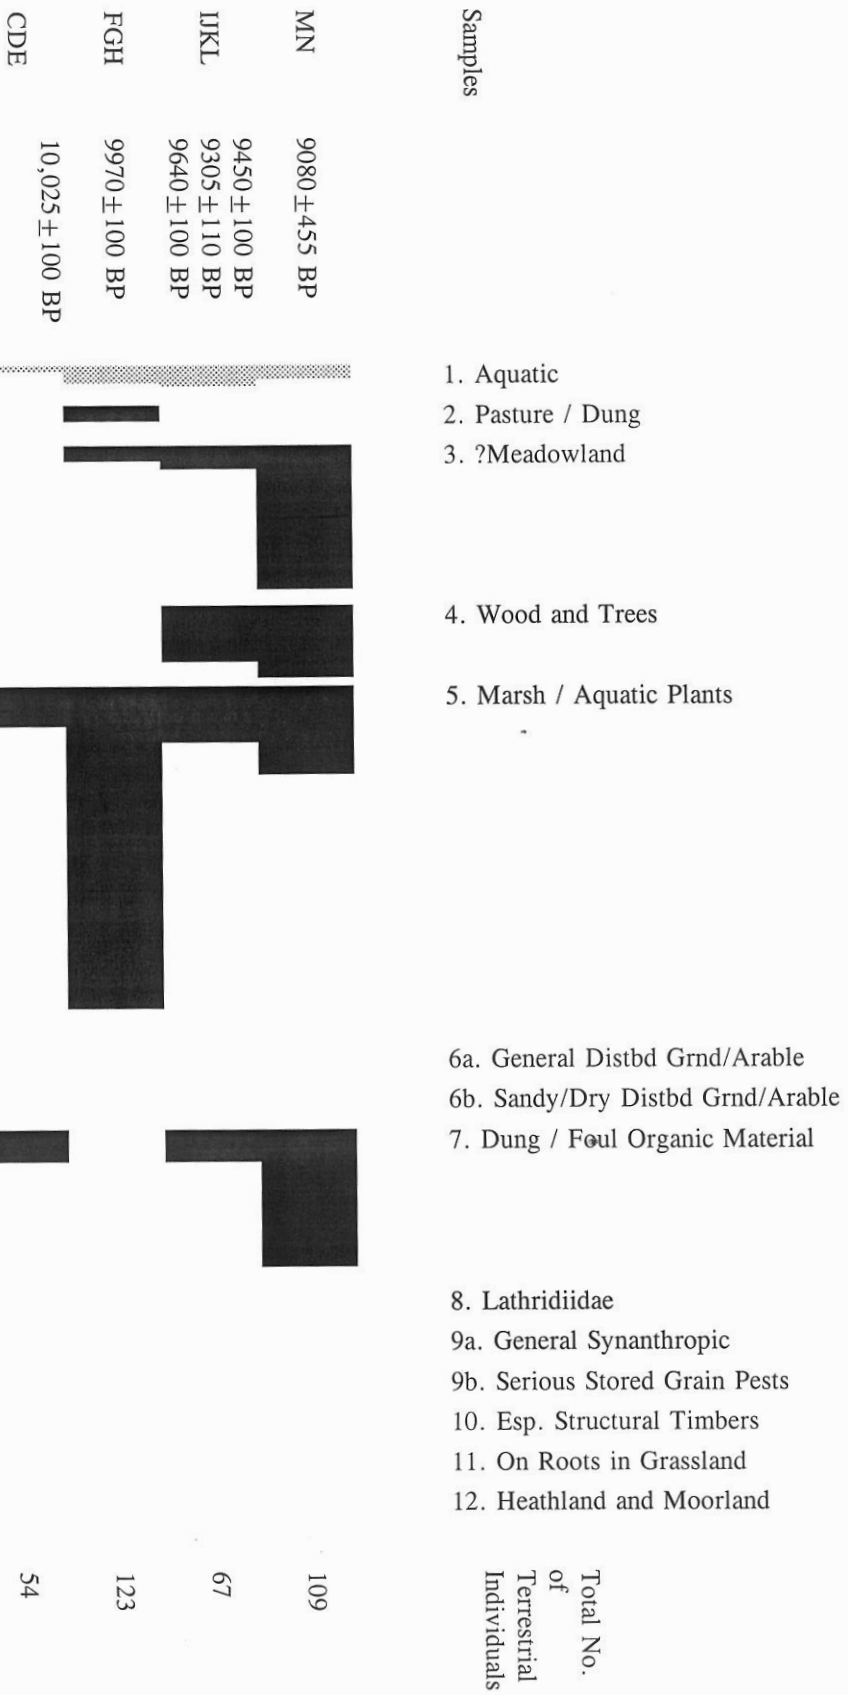 Samples
MN
9080±455 BP
IJKL
9450±100 BP
9305±110 BP
9640±100 BP
FGH
9970±100 BP
10,025±100 BP
CDE
1. Aquatic
2. Pasture / Dung
3. ?Meadowland
4. Wood and Trees
5. Marsh / Aquatic Plants
6a. General Distbd Grnd/Arable
6b. Sandy/Dry Distbd Grnd/Arable
7. Dung / Foul Organic Material
8. Lathridiidae
9a. General Synanthropic
9b. Serious Stored Grain Pests
10. Esp. Structural Timbers
11. On Roots in Grassland
12. Heathland and Moorland
Total No.
of
Terrestrial
Individuals
109
67
123
54